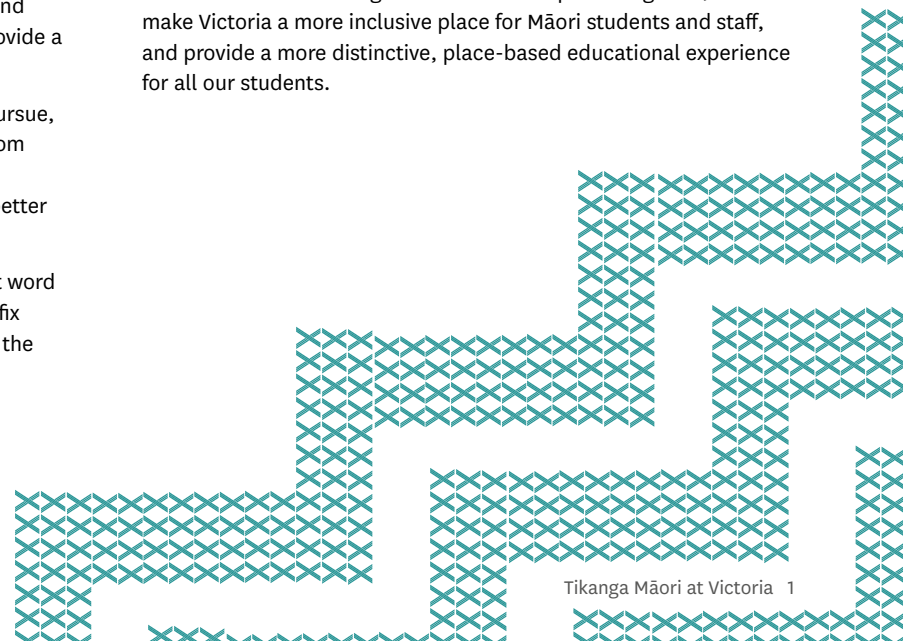 nd
ovide a
ursue,
om
etter
t word
fix
the
make Victoria a more inclusive place for Māori students and staff,
and provide a more distinctive, place-based educational experience
for all our students.
Tikanga Māori at Victoria 1